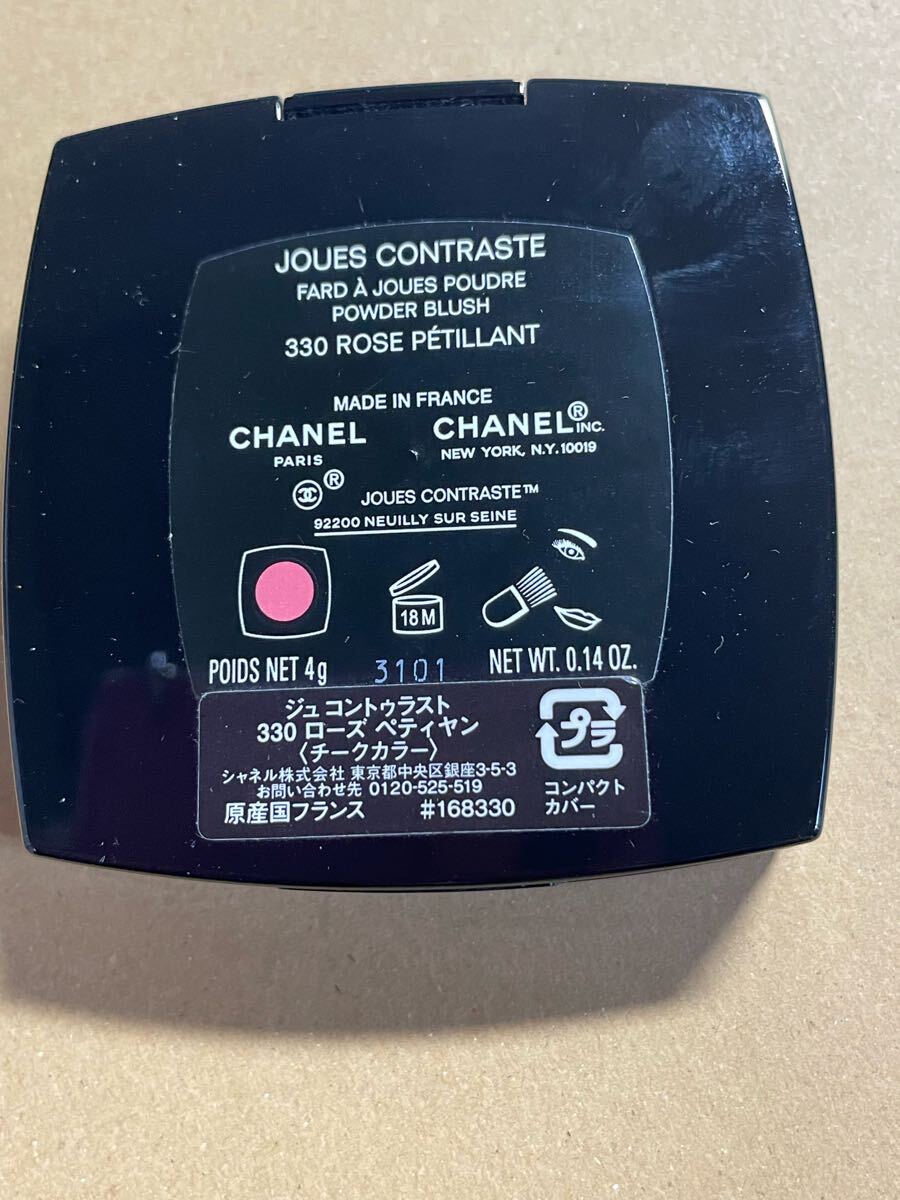 JOUES CONTRASTE
FARD À JOUES POUDRE
POWDER BLUSH
330 ROSE PÉTILLANT
MADE IN FRANCE
CHANEL
PARIS
CHANEL® INC.
NEW YORK, N.Y. 10019
® JOUES CONTRASTE™
92200 NEUILLY SUR SEINE
18 M
POIDS NET 4g 3101 NET WT. 0.14 OZ.
ジュ コントゥラスト
330 ローズ ペティヤン
〈チークカラー〉
シャネル株式会社 東京都中央区銀座3-5-3
お問い合わせ先 0120-525-519
原産国フランス #168330
プラ
コンパクト
カバー